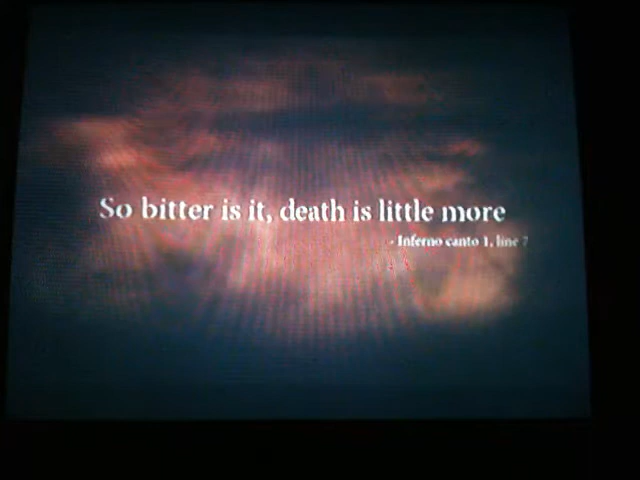 So bitter is it, death is little more
- Inferno canto 1, line 7